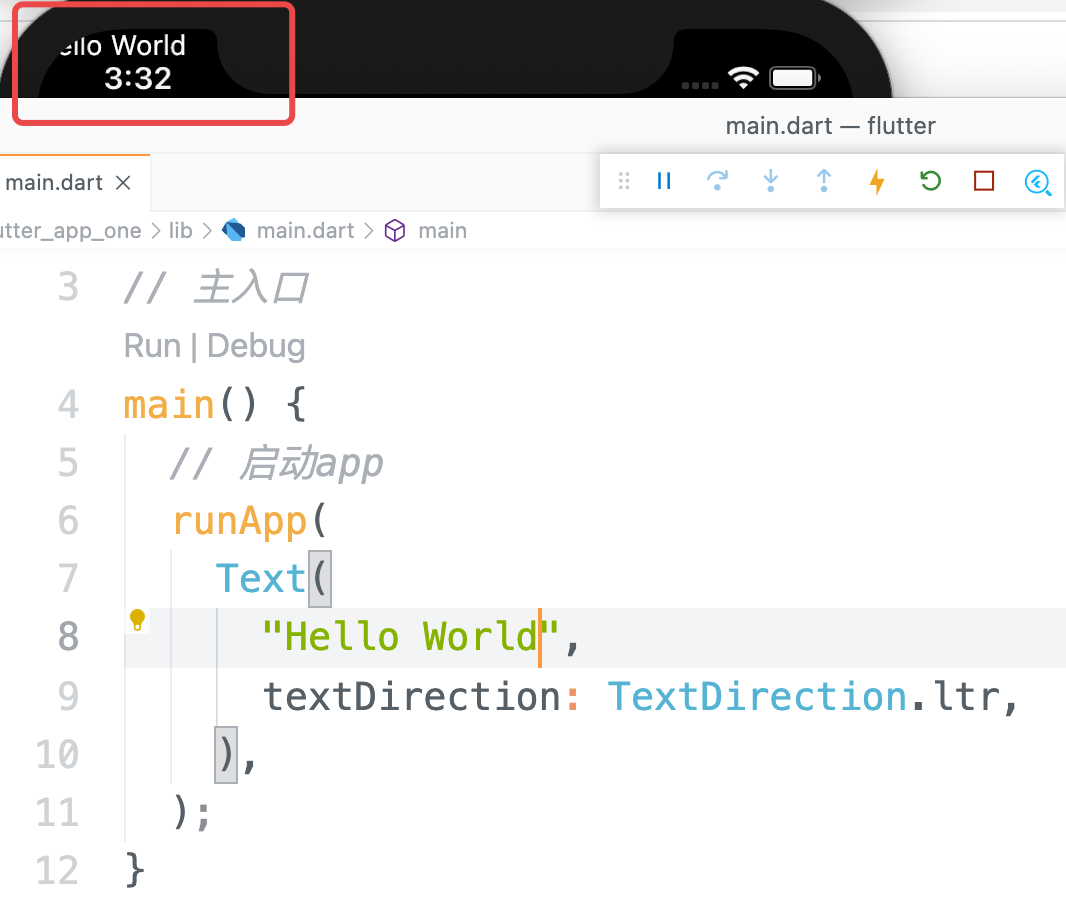 ello World
3:32
main.dart — flutter
main.dart
utter_app_one > lib > main.dart > main
3 // 主入口
Run | Debug
4 main() {
5 // 启动app
6 runApp(
7 Text(
8 "Hello World",
9 textDirection: TextDirection.ltr,
10 ),
11 );
12 }